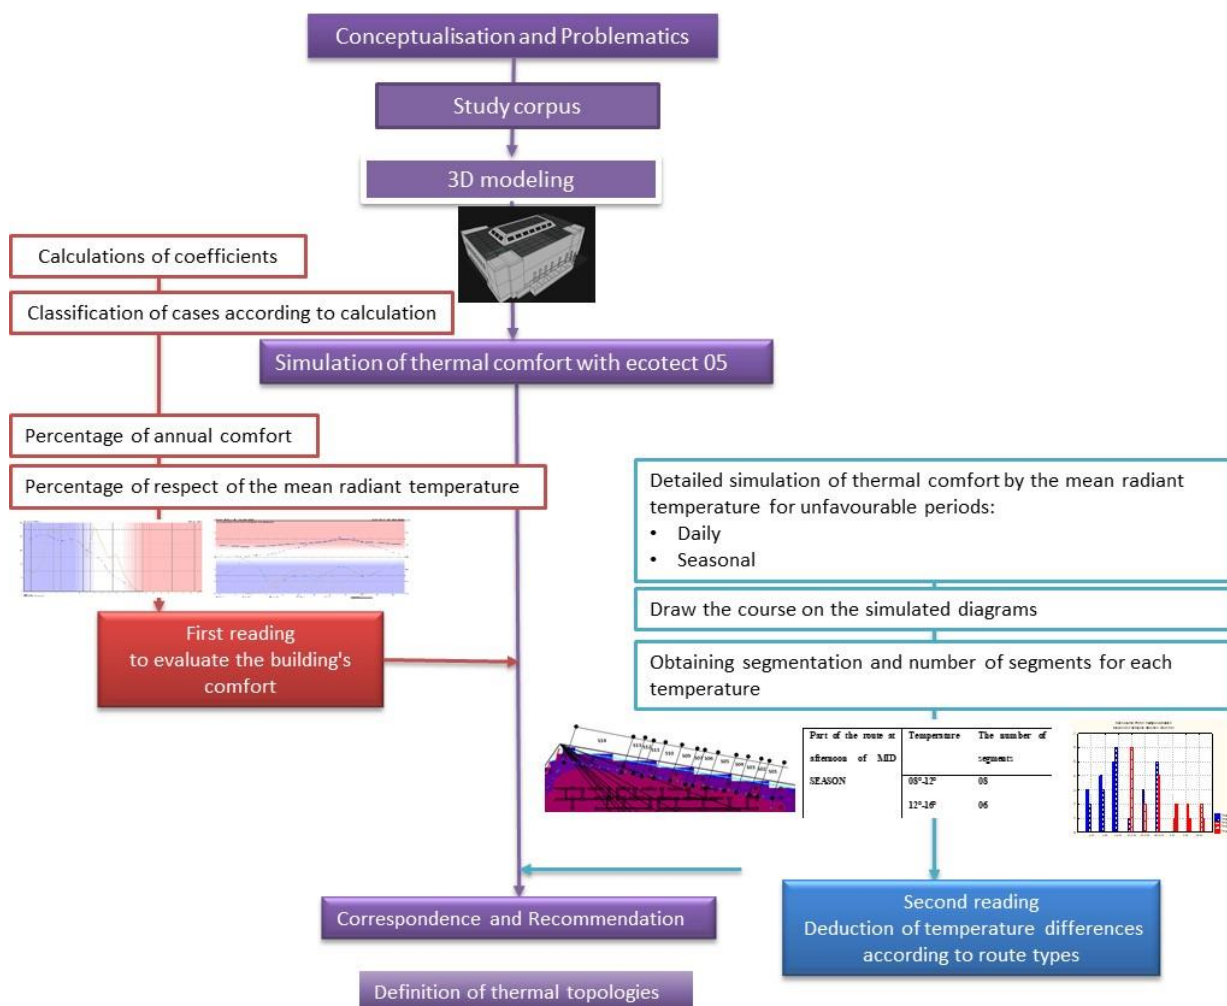 Conceptualisation and Problematics
Study corpus
3D modeling
Calculations of coefficients
Classification of cases according to calculation
Simulation of thermal comfort with ecotect 05
Percentage of annual comfort
Percentage of respect of the mean radiant temperature
First reading
to evaluate the building's
comfort
Detailed simulation of thermal comfort by the mean radiant
temperature for unfavourable periods:
• Daily
• Seasonal
Draw the course on the simulated diagrams
Obtaining segmentation and number of segments for each
temperature
Part of the route at
afternoon of MID
SEASON
Temperature
The number of
segments
08°-12°
08
12°-16°
06
Second reading
Deduction of temperature differences
according to route types
Correspondence and Recommendation
Definition of thermal topologies